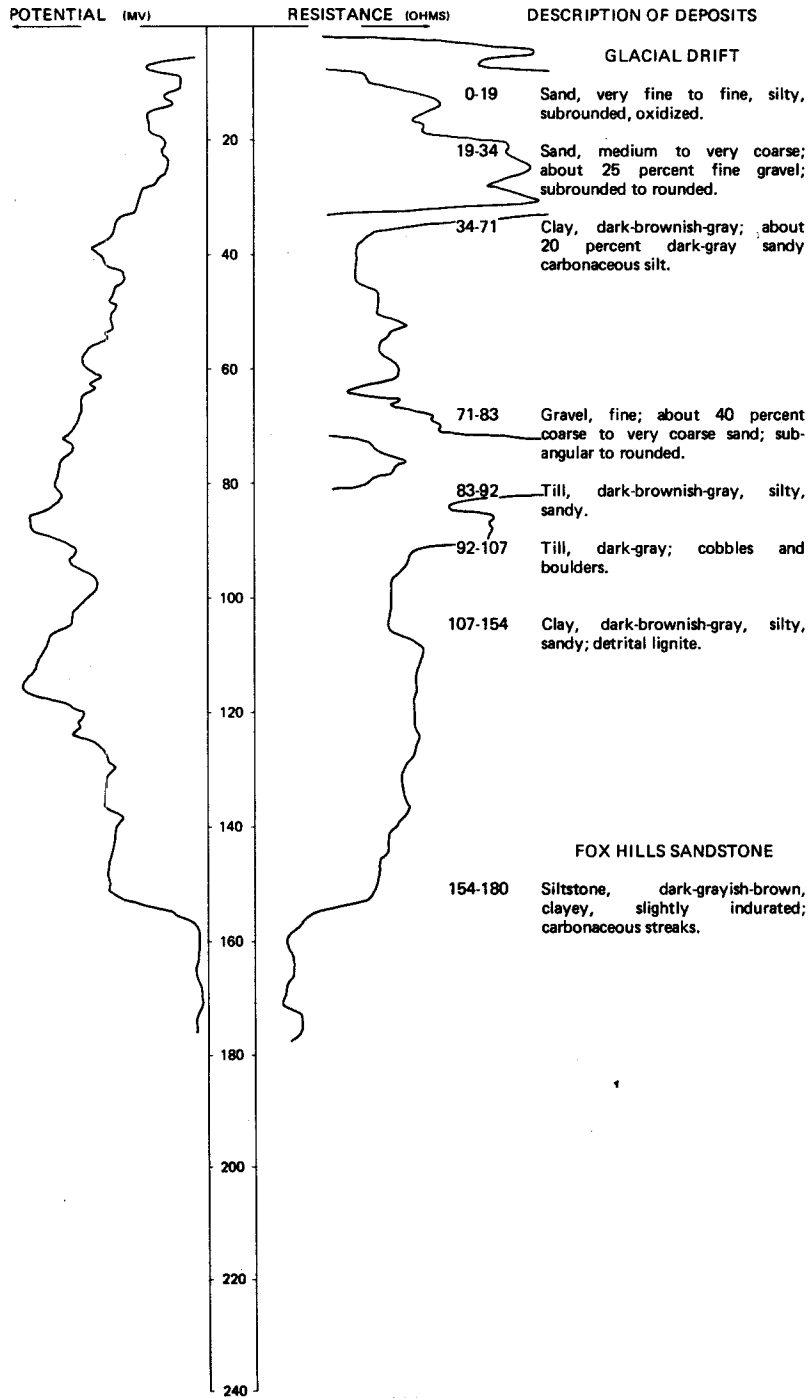 POTENTIAL (MV) RESISTANCE (OHMS) DESCRIPTION OF DEPOSITS
GLACIAL DRIFT
0-19 Sand, very fine to fine, silty,
subrounded, oxidized.
20
19-34 Sand, medium to very coarse;
about 25 percent fine gravel;
subrounded to rounded.
34-71 Clay, dark-brownish-gray; about
40
20 percent dark-gray sandy
carbonaceous silt.
60
71-83 Gravel, fine; about 40 percent
coarse to very coarse sand; sub-
angular to rounded.
80
83-92 Till, dark-brownish-gray, silty,
sandy.
92-107 Till, dark-gray; cobbles and
boulders.
100
107-154 Clay, dark-brownish-gray, silty,
sandy; detrital lignite.
120
140
FOX HILLS SANDSTONE
154-180 Siltstone, dark-grayish-brown,
clayey, slightly indurated;
carbonaceous streaks.
160
180
200
220
240